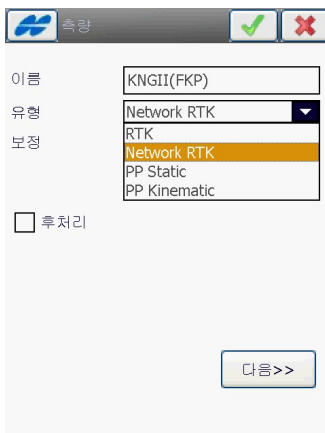 측량
이름 KNGII(FKP)
유형 Network RTK
보정 RTK
Network RTK
PP Static
PP Kinematic
후처리
다음>>